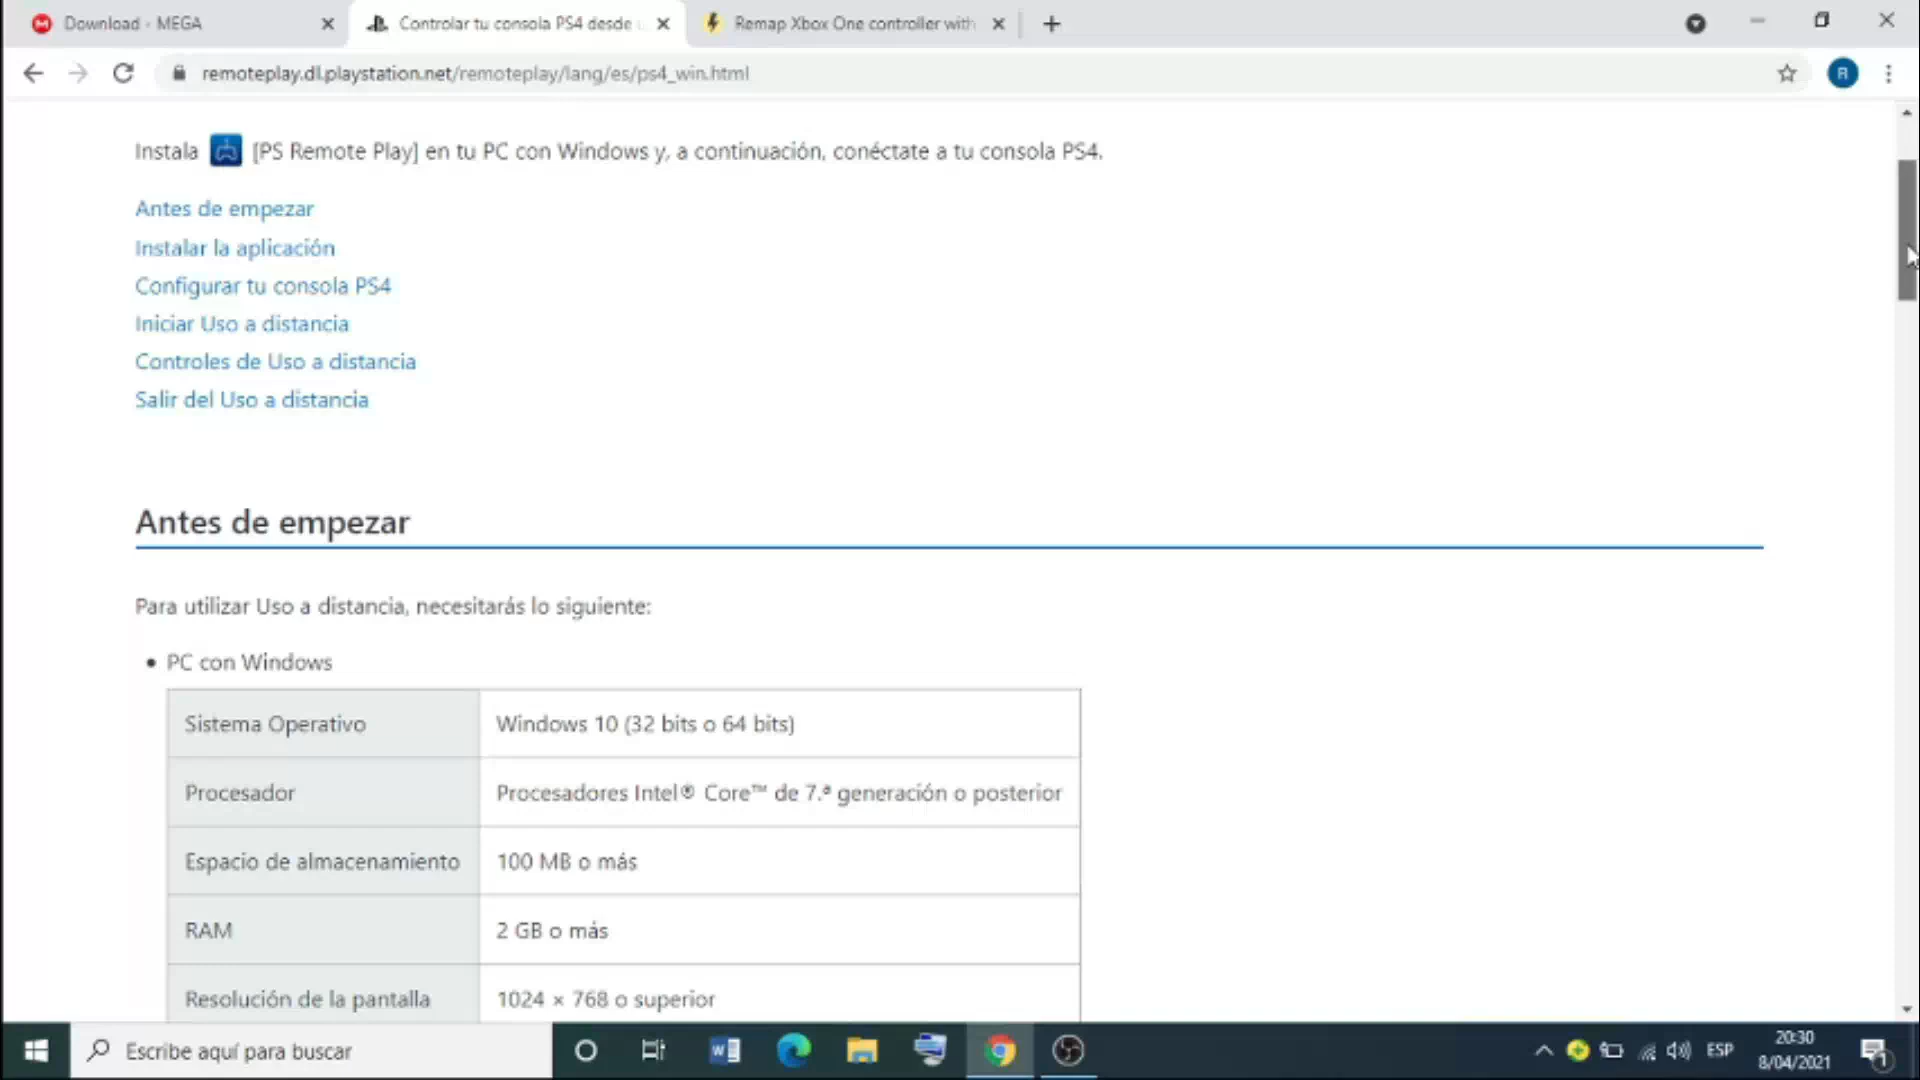 Download - MEGA
Controlar tu consola PS4 desde
Remap Xbox One controller with
remoteplay.dl.playstation.net/remoteplay/lang/es/ps4_win.html
R
Instala [PS Remote Play] en tu PC con Windows y, a continuación, conéctate a tu consola PS4.
Antes de empezar
Instalar la aplicación
Configurar tu consola PS4
Iniciar Uso a distancia
Controles de Uso a distancia
Salir del Uso a distancia
Antes de empezar
Para utilizar Uso a distancia, necesitarás lo siguiente:
• PC con Windows
Sistema Operativo Windows 10 (32 bits o 64 bits)
Procesador Procesadores Intel® Core™ de 7.ª generación o posterior
Espacio de almacenamiento 100 MB o más
RAM 2 GB o más
Resolución de la pantalla 1024 × 768 o superior
Escribe aquí para buscar
ESP
20:30
8/04/2021
1